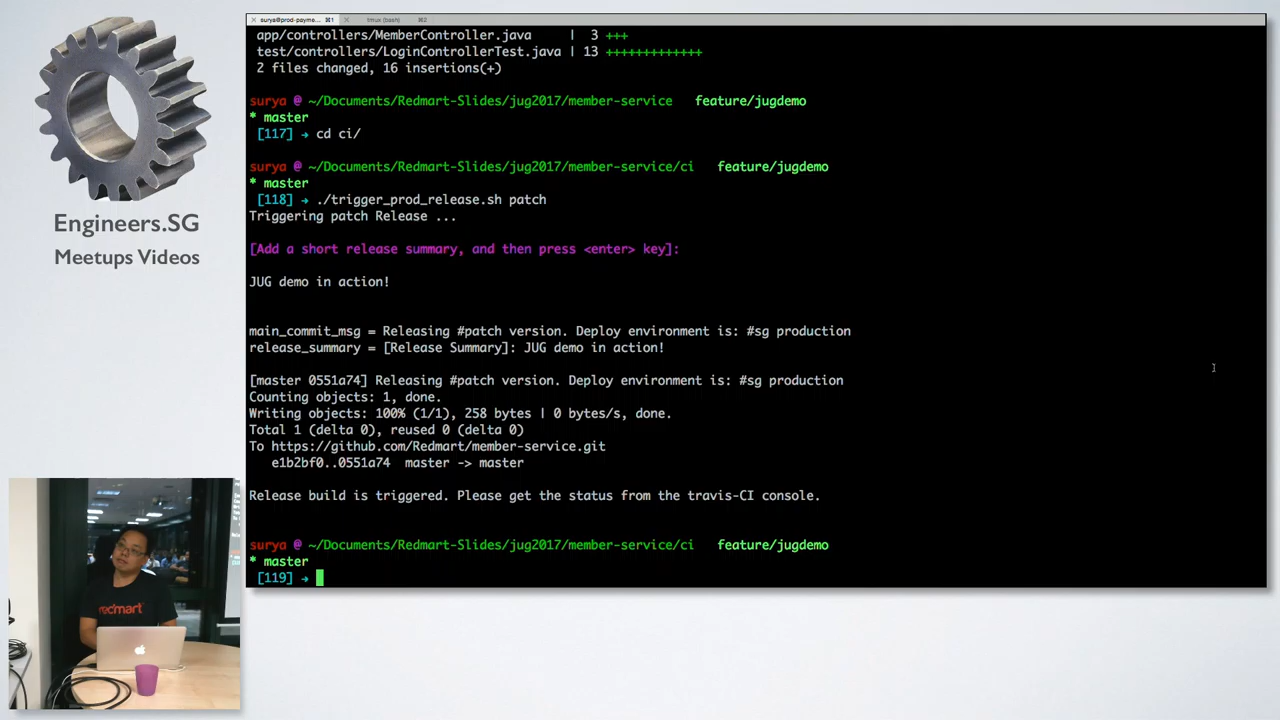 surya@prod-payme... ⌘1
tmux (bash) ⌘2
app/controllers/MemberController.java | 3 +++
test/controllers/LoginControllerTest.java | 13 +++++++++++++
2 files changed, 16 insertions(+)
surya @ ~/Documents/Redmart-Slides/jug2017/member-service feature/jugdemo
* master
[117] → cd ci/
surya @ ~/Documents/Redmart-Slides/jug2017/member-service/ci feature/jugdemo
* master
[118] → ./trigger_prod_release.sh patch
Triggering patch Release ...
[Add a short release summary, and then press <enter> key]:
JUG demo in action!
main_commit_msg = Releasing #patch version. Deploy environment is: #sg production
release_summary = [Release Summary]: JUG demo in action!
[master 0551a74] Releasing #patch version. Deploy environment is: #sg production
Counting objects: 1, done.
Writing objects: 100% (1/1), 258 bytes | 0 bytes/s, done.
Total 1 (delta 0), reused 0 (delta 0)
To https://github.com/Redmart/member-service.git
e1b2bf0..0551a74 master -> master
Release build is triggered. Please get the status from the travis-CI console.
surya @ ~/Documents/Redmart-Slides/jug2017/member-service/ci feature/jugdemo
* master
[119] →
Engineers.SG
Meetups Videos
redmart